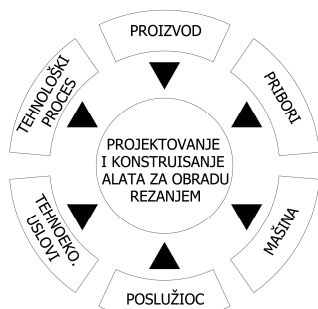 PROIZVOD
PRIBORI
MAŠINA
POSLUŽIOC
TEHNOEKO.
USLOVI
TEHNOLOŠKI
PROCES
PROJEKTOVANJE
I KONSTRUISANJE
ALATA ZA OBRADU
REZANJEM